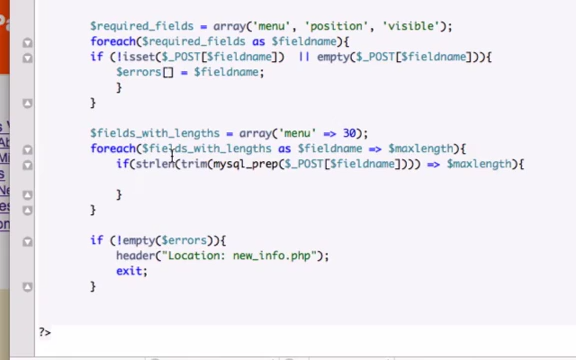 $required_fields = array('menu', 'position', 'visible');
foreach($required_fields as $fieldname){
if (!isset($_POST[$fieldname]) || empty($_POST[$fieldname])){
$errors[] = $fieldname;
}
}
$fields_with_lengths = array('menu' => 30);
foreach($fields_with_lengths as $fieldname => $maxlength){
if(strlen(trim(mysql_prep($_POST[$fieldname]))) => $maxlength){
}
}
if (!empty($errors)){
header("Location: new_info.php");
exit;
}
?>